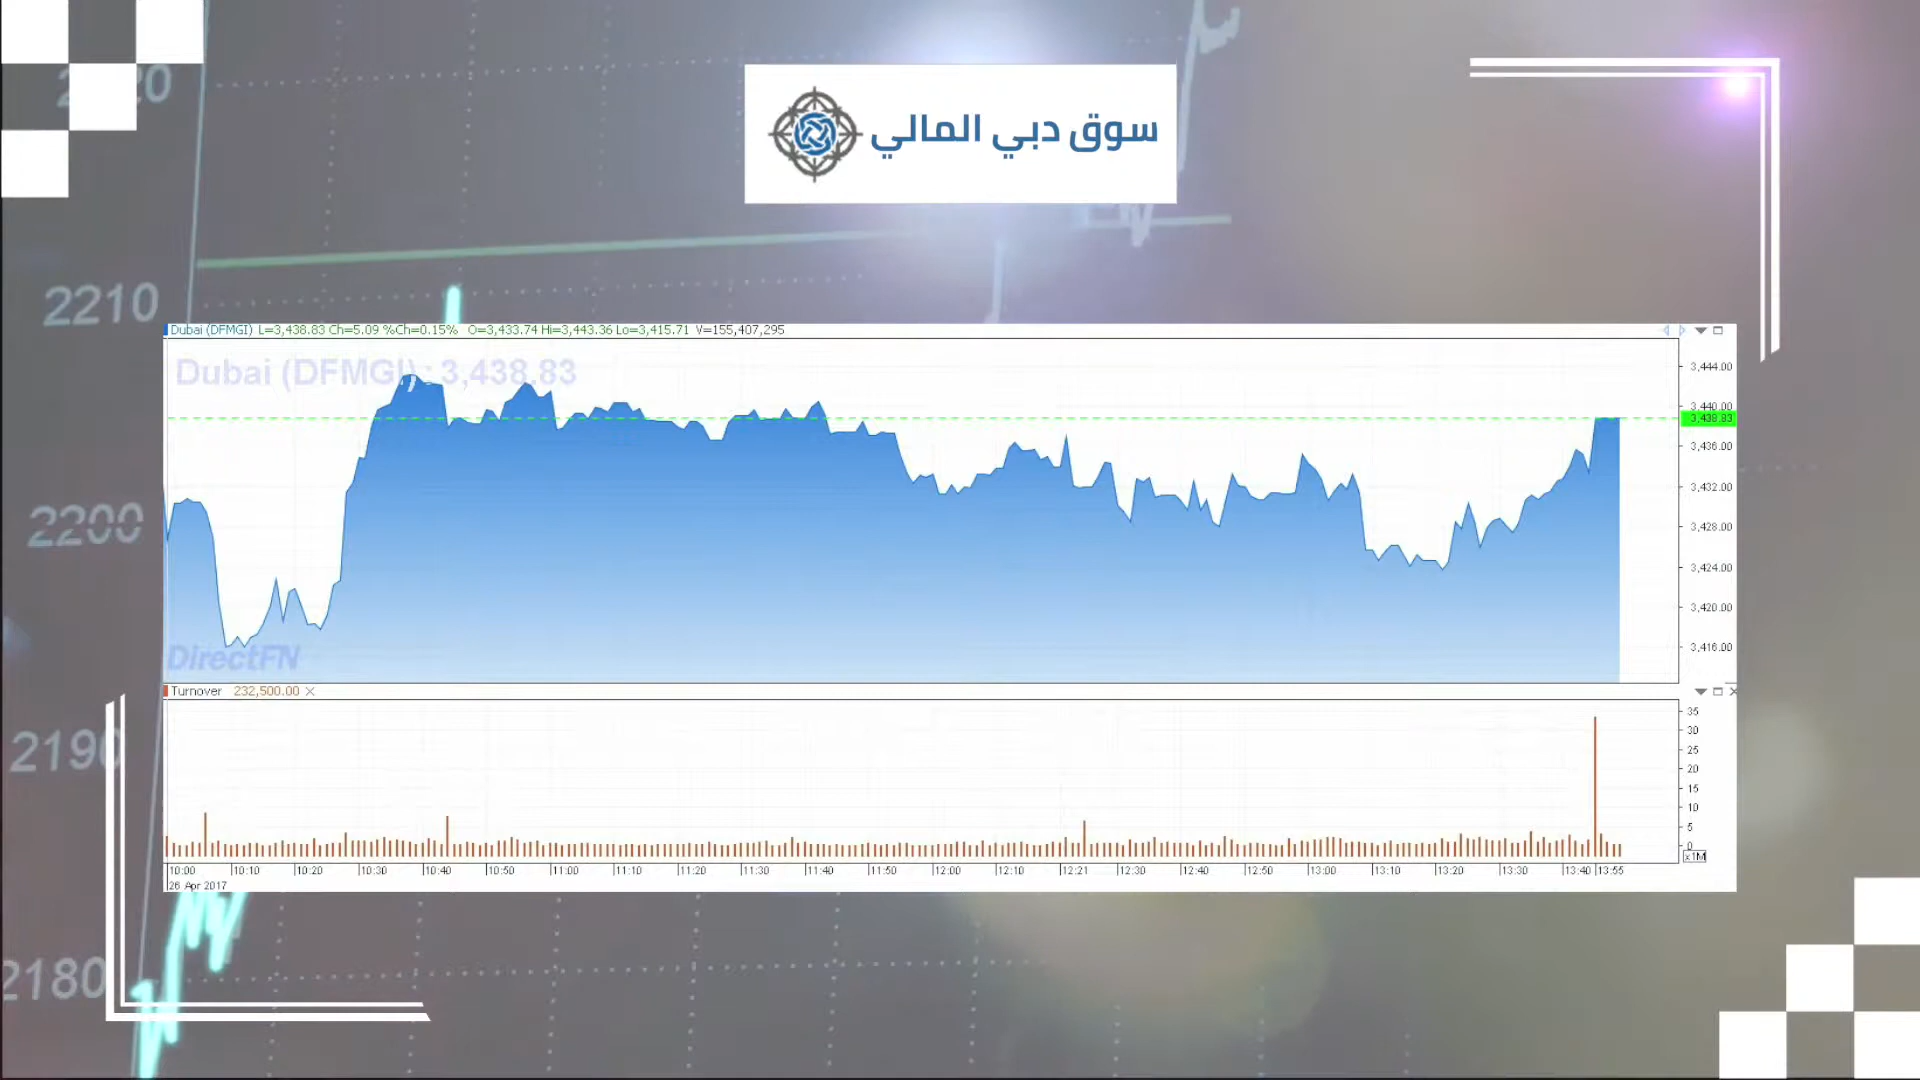 2210
2200
2190
2180
سوق دبي المالي
Dubai (DFMGI) L=3,438.83 Ch=5.09 %Ch=0.15% O=3,433.74 Hi=3,443.36 Lo=3,415.71 V=155,407,295
Dubai (DFMGI) : 3,438.83
3,444.00
3,440.00
3,438.83
3,436.00
3,432.00
3,428.00
3,424.00
3,420.00
3,416.00
DirectFN
Turnover 232,500.00
35
30
25
20
15
10
5
0
x1M
10:00 10:10 10:20 10:30 10:40 10:50 11:00 11:10 11:20 11:30 11:40 11:50 12:00 12:10 12:21 12:30 12:40 12:50 13:00 13:10 13:20 13:30 13:40 13:55
26 Apr 2017